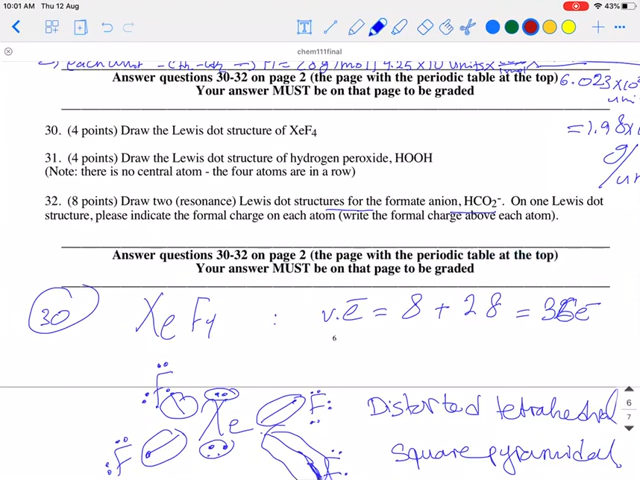 10:01 AM Thu 12 Aug
43%
chem111final
Each unit
Answer questions 30-32 on page 2 (the page with the periodic table at the top)
Your answer MUST be on that page to be graded
6.023×10
uni
30. (4 points) Draw the Lewis dot structure of XeF4
=1.98×
31. (4 points) Draw the Lewis dot structure of hydrogen peroxide, HOOH
g/
(Note: there is no central atom - the four atoms are in a row)
32. (8 points) Draw two (resonance) Lewis dot structures for the formate anion, HCO2-. On one Lewis dot
structure, please indicate the formal charge on each atom (write the formal charge above each atom).
Answer questions 30-32 on page 2 (the page with the periodic table at the top)
Your answer MUST be on that page to be graded
30 XeF4 : v.ē = 8 + 28 = 36ē
6
F Xe F
Distorted tetrahedral
6
7
F F
Square pyramidal